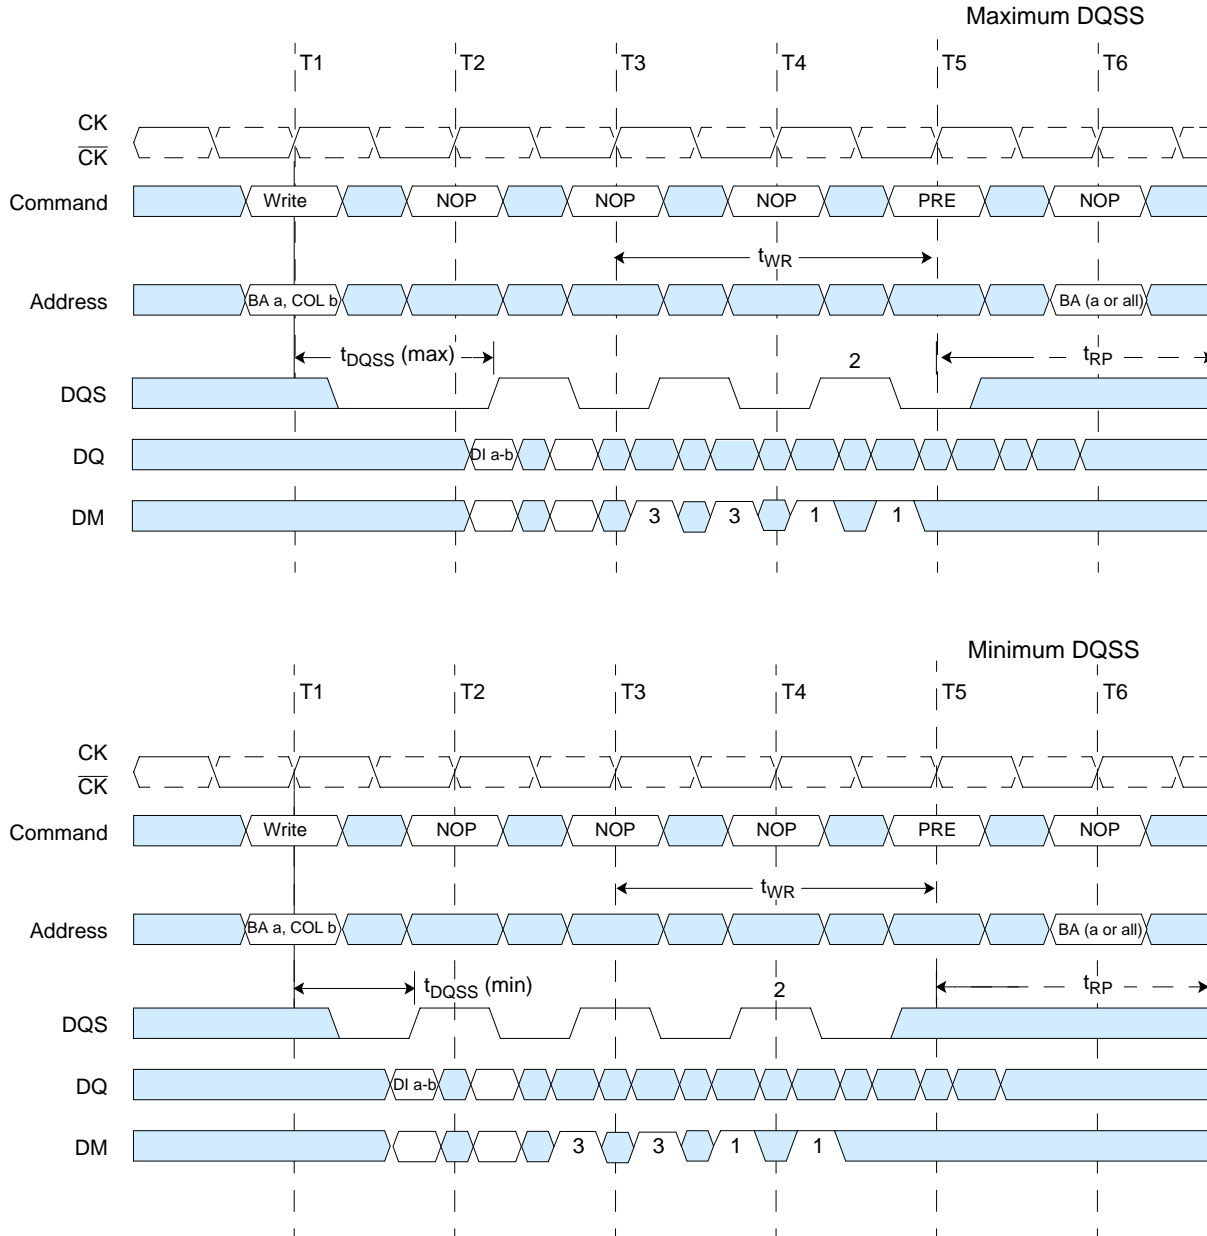 Maximum DQSS
T1 T2 T3 T4 T5 T6
CK
CK
Command Write NOP NOP NOP PRE NOP
tWR
Address BA a, COL b BA (a or all)
tDQSS (max) 2 tRP
DQS
DQ DI a-b
DM 3 3 1 1
Minimum DQSS
T1 T2 T3 T4 T5 T6
CK
CK
Command Write NOP NOP NOP PRE NOP
tWR
Address BA a, COL b BA (a or all)
tDQSS (min) 2 tRP
DQS
DQ DI a-b
DM 3 3 1 1